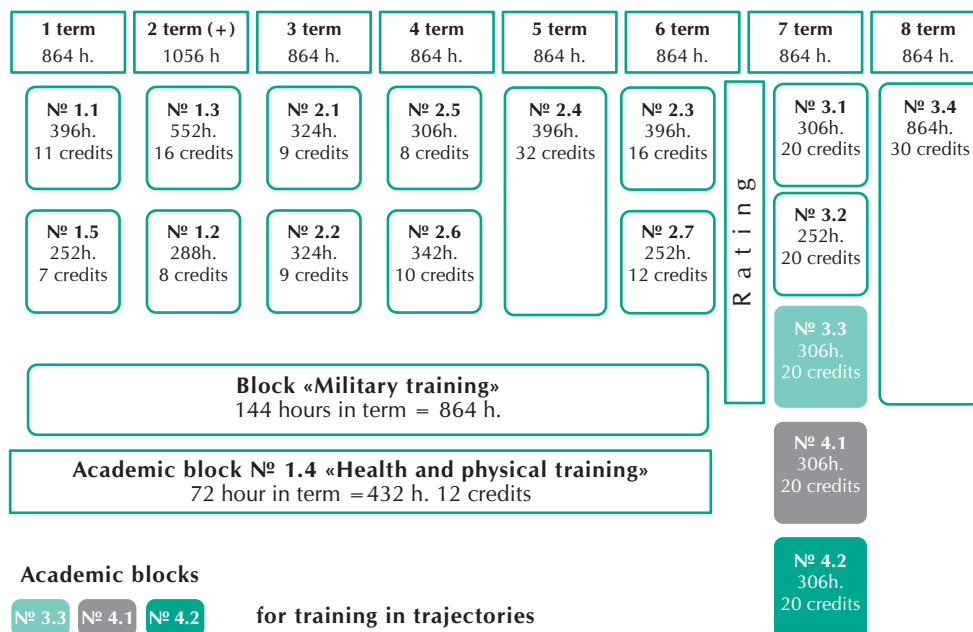 1 term
864 h.
2 term (+)
1056 h
3 term
864 h.
4 term
864 h.
5 term
864 h.
6 term
864 h.
7 term
864 h.
8 term
864 h.
№ 1.1
396h.
11 credits
№ 1.3
552h.
16 credits
№ 2.1
324h.
9 credits
№ 2.5
306h.
8 credits
№ 2.4
396h.
32 credits
№ 2.3
396h.
16 credits
Rating
№ 3.1
306h.
20 credits
№ 3.4
864h.
30 credits
№ 1.5
252h.
7 credits
№ 1.2
288h.
8 credits
№ 2.2
324h.
9 credits
№ 2.6
342h.
10 credits
№ 2.7
252h.
12 credits
№ 3.2
252h.
20 credits
№ 3.3
306h.
20 credits
Block «Military training»
144 hours in term = 864 h.
Academic block № 1.4 «Health and physical training»
72 hour in term =432 h. 12 credits
№ 4.1
306h.
20 credits
№ 4.2
306h.
20 credits
Academic blocks
№ 3.3 № 4.1 № 4.2 for training in trajectories